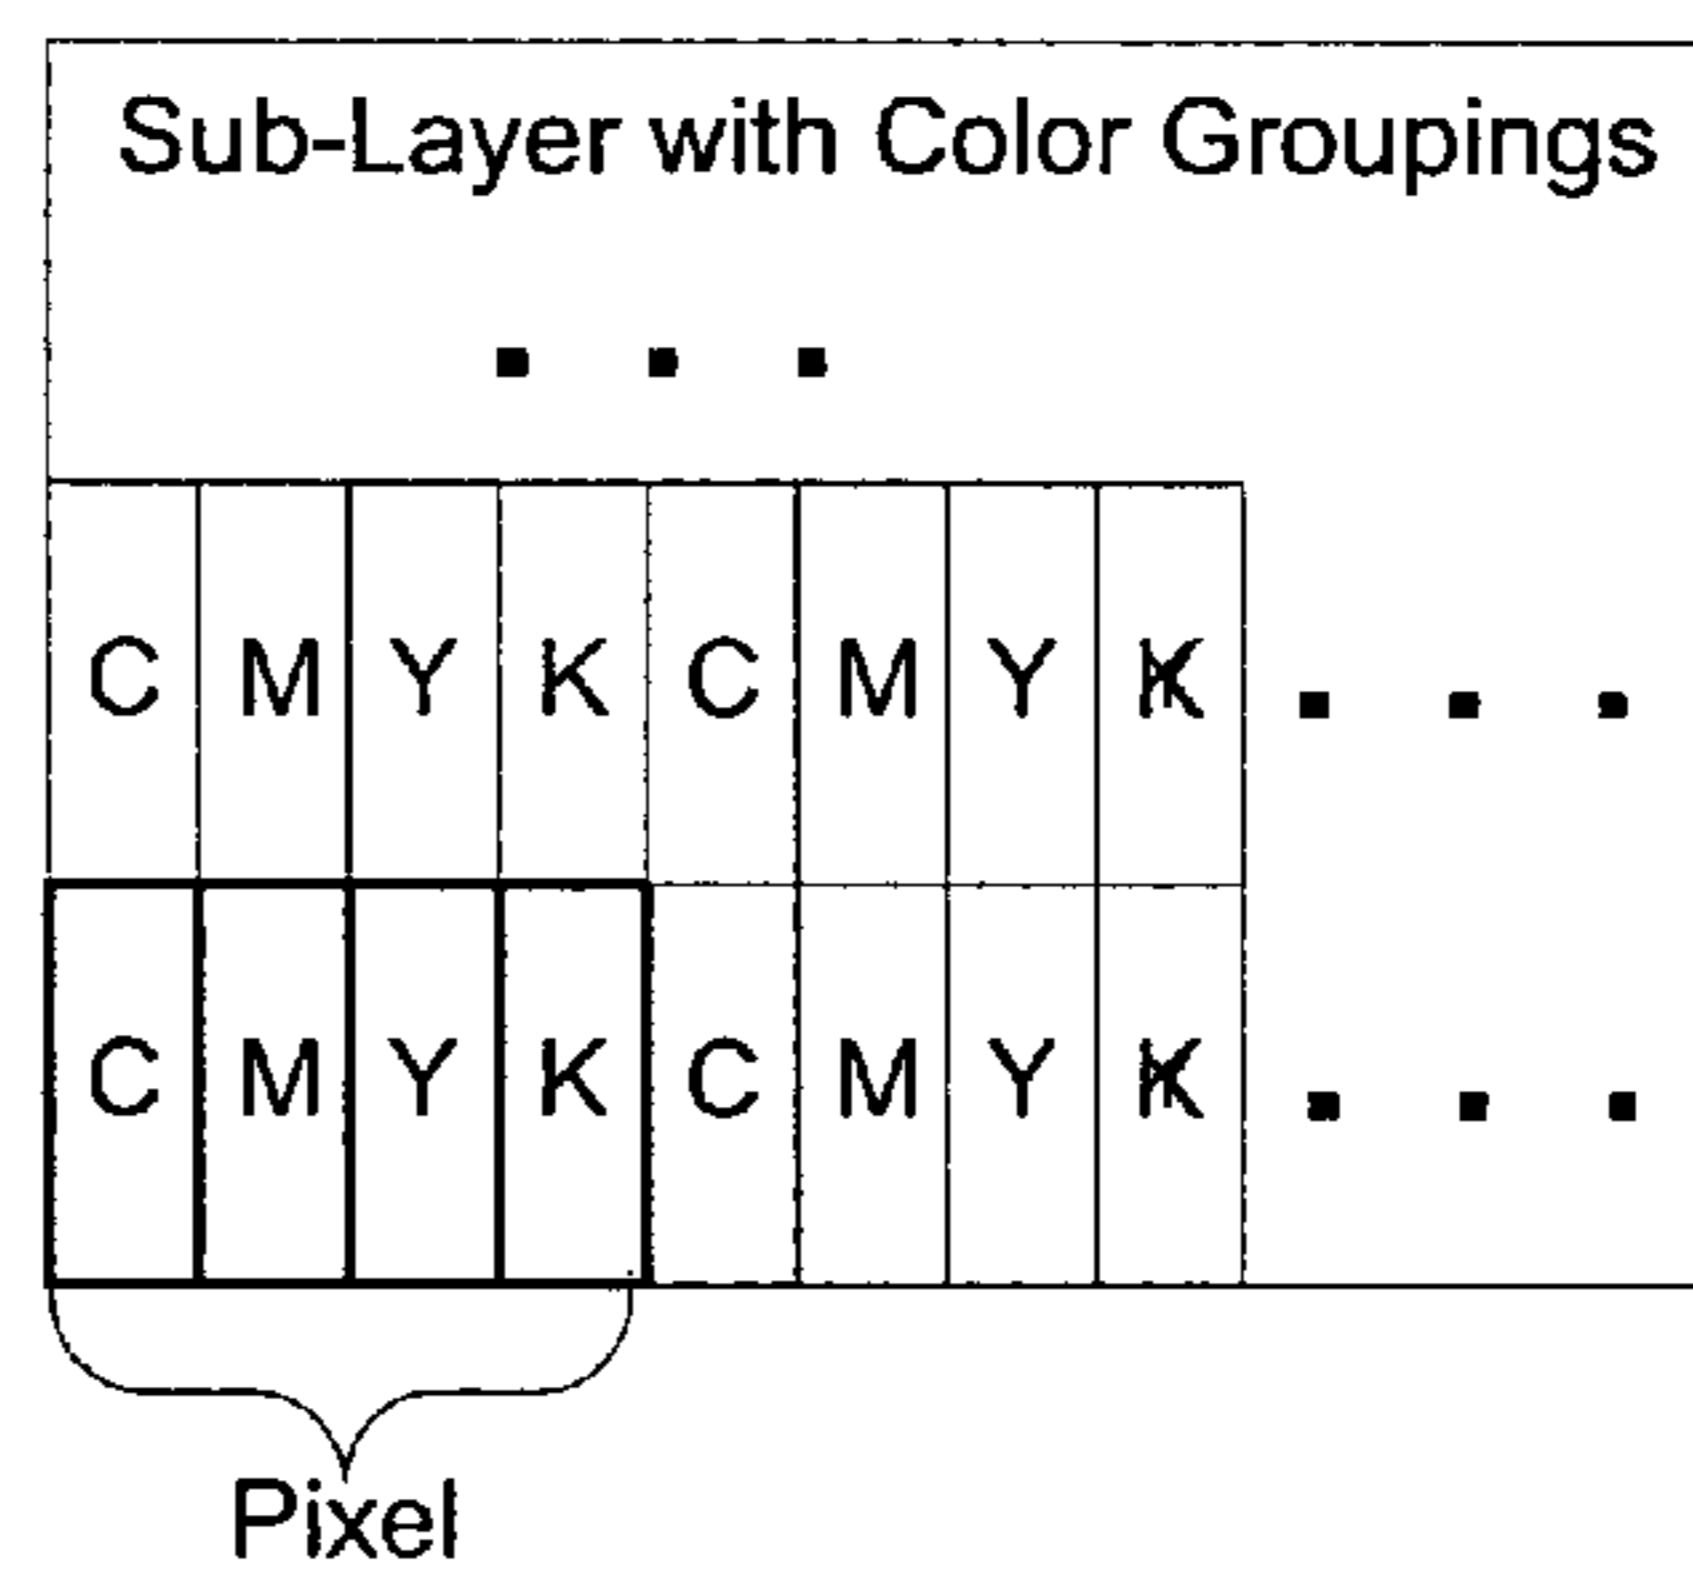 Sub-Layer with Color Groupings
. . .
C M Y K C M Y K . . .
C M Y K C M Y K . . .
Pixel